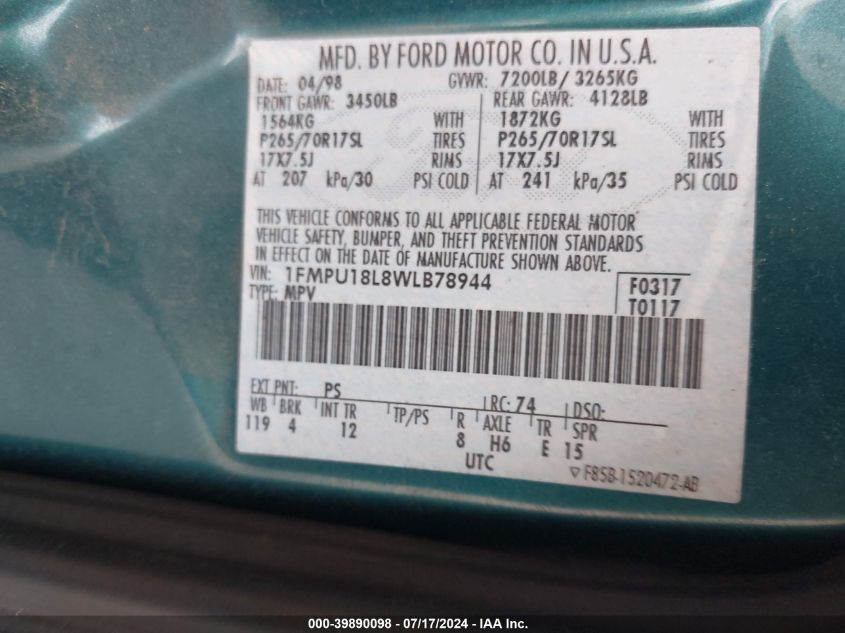 MFD. BY FORD MOTOR CO. IN U.S.A.
DATE: 04/98 GVWR: 7200LB/ 3265KG
FRONT GAWR: 3450LB REAR GAWR: 4128LB
1564KG WITH 1872KG WITH
P265/70R17SL TIRES P265/70R17SL TIRES
17X7.5J RIMS 17X7.5J RIMS
AT 207 kPa/30 PSI COLD AT 241 kPa/35 PSI COLD
THIS VEHICLE CONFORMS TO ALL APPLICABLE FEDERAL MOTOR
VEHICLE SAFETY, BUMPER, AND THEFT PREVENTION STANDARDS
IN EFFECT ON THE DATE OF MANUFACTURE SHOWN ABOVE.
VIN: 1FMPU18L8WLB78944 F0317
TYPE: MPV T0117
EXT PNT: PS RC: 74 DSO:
WB BRK INT TR TP/PS R AXLE TR SPR
119 4 12 8 H6 E 15
UTC F85B-1520472-AB
000-39890098 | 07/17/2024 - IAA Inc.